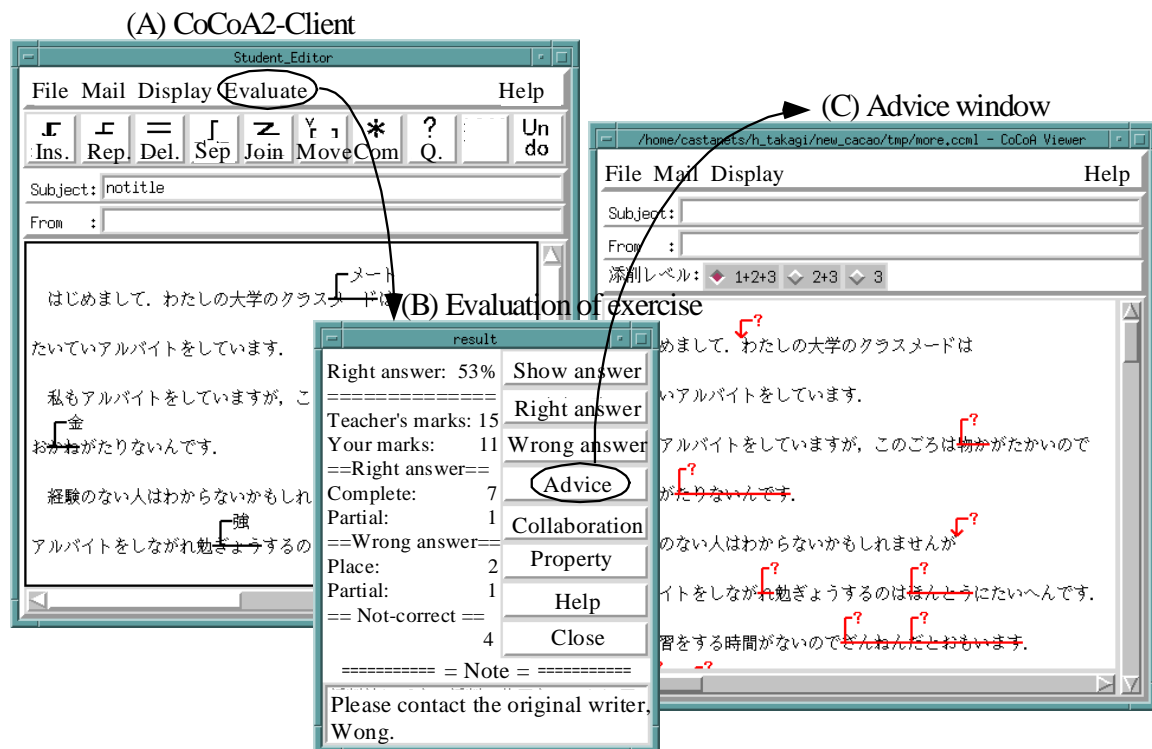 (A) CoCoA2-Client
Student_Editor
File Mail Display Evaluate Help
Ins. Rep. Del. Sep Join Move Com Q. Undo
Subject: notitle
From :
メート
はじめまして．わたしの大学のクラスメードは
たいていアルバイトをしています．
私もアルバイトをしていますが，こ
金
おかねがたりないんです．
経験のない人はわからないかもしれ
強
アルバイトをしながれ勉ぎょうするの
(B) Evaluation of exercise
result
Right answer: 53%
==============
Teacher's marks: 15
Your marks: 11
==Right answer==
Complete: 7
Partial: 1
==Wrong answer==
Place: 2
Partial: 1
== Not-correct ==
4
Show answer
Right answer
Wrong answer
Advice
Collaboration
Property
Help
Close
=========== = Note = ===========
Please contact the original writer,
Wong.
(C) Advice window
/home/castanets/h_takagi/new_cacao/tmp/more.ccml - CoCoA Viewer
File Mail Display Help
Subject:
From :
添削レベル: 1+2+3 2+3 3
?
めまして．わたしの大学のクラスメードは
いアルバイトをしています．
?
アルバイトをしていますが，このごろは物かがたかいので
?
がたりないんです．
?
のない人はわからないかもしれませんが
? ?
イトをしながれ勉ぎょうするのはほんとうにたいへんです．
? ?
習をする時間がないのでざんねんだとおもいます．
?